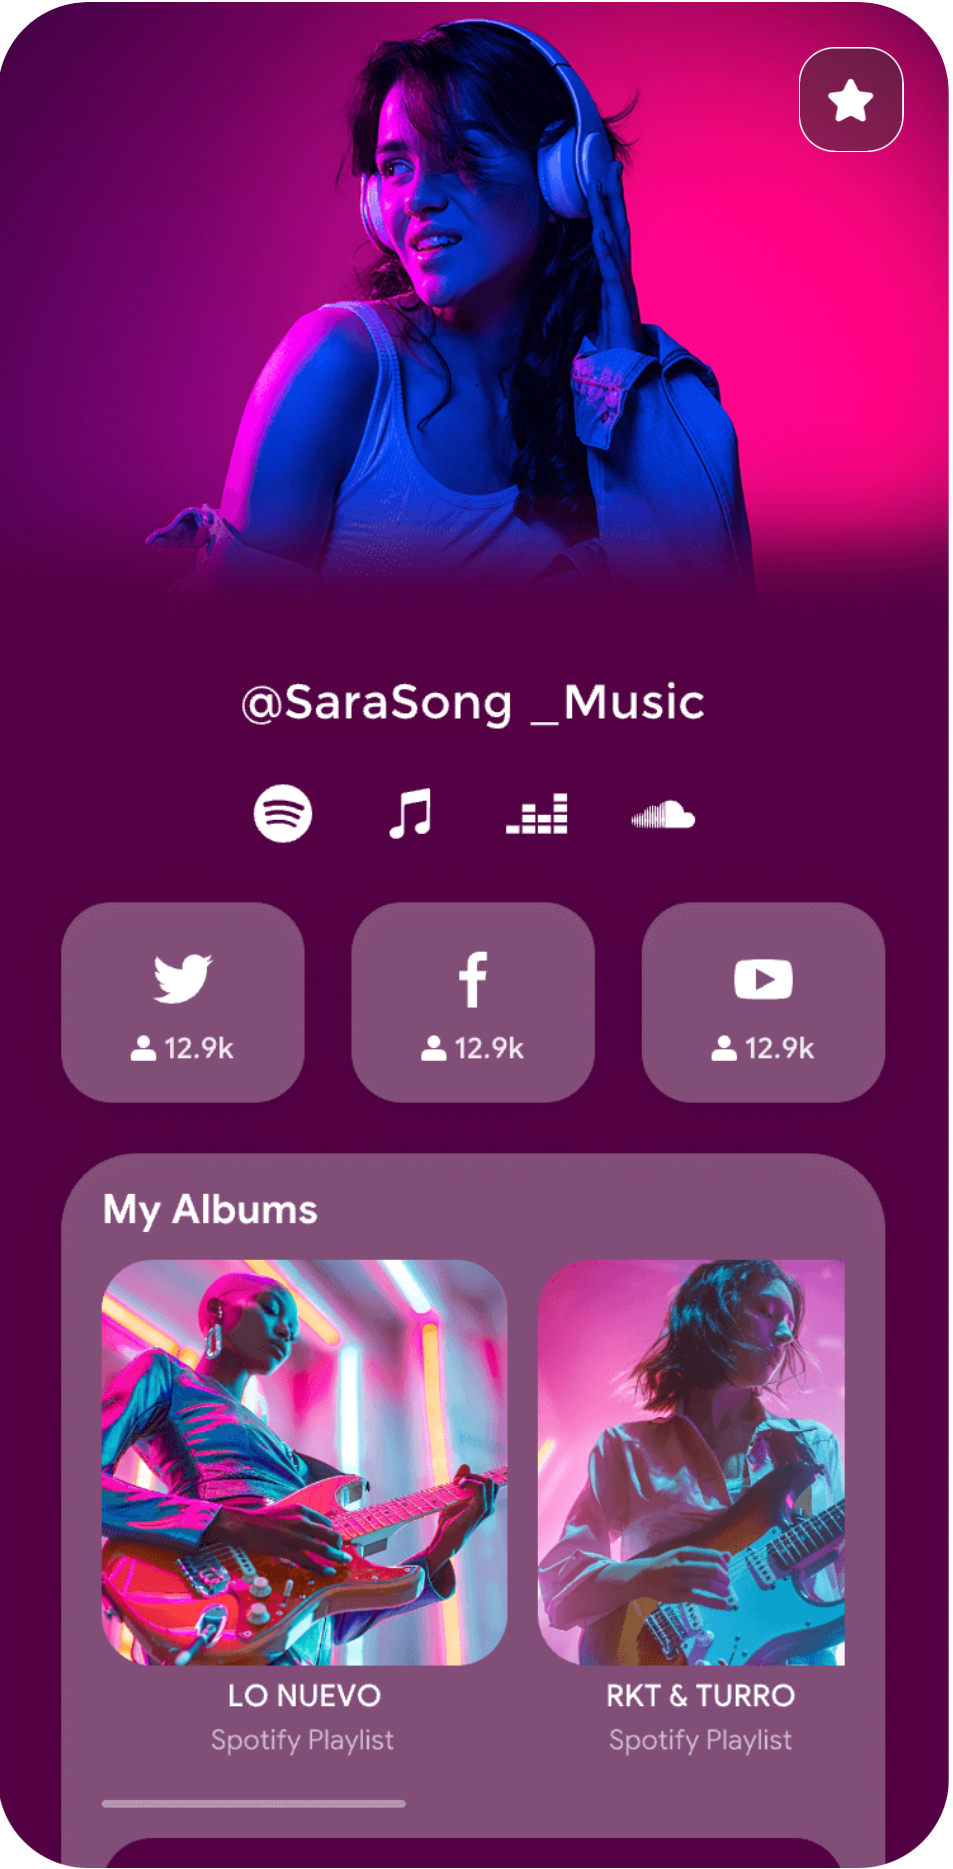 @SaraSong _Music
12.9k 12.9k 12.9k
My Albums
LO NUEVO
Spotify Playlist
RKT & TURRO
Spotify Playlist